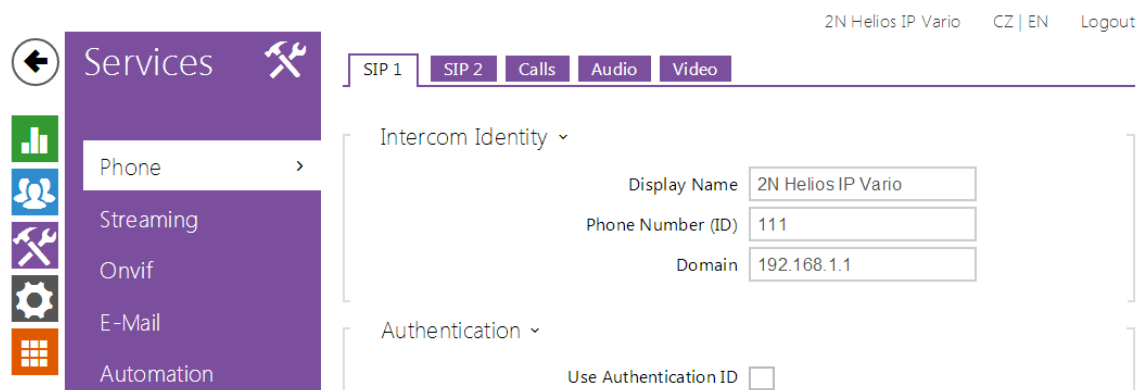 2N Helios IP Vario CZ | EN Logout
Services
SIP 1 SIP 2 Calls Audio Video
Intercom Identity
Phone
Display Name 2N Helios IP Vario
Streaming
Phone Number (ID) 111
Onvif
Domain 192.168.1.1
E-Mail
Authentication
Automation
Use Authentication ID